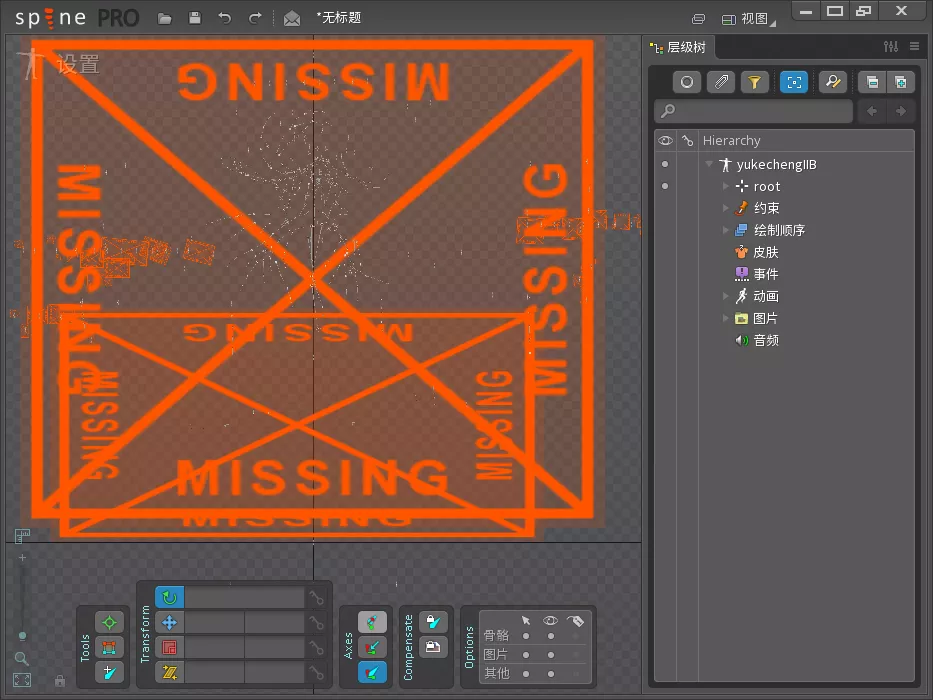 spine PRO
*无标题
视图
设置
MISSING
MISSING
MISSING
MISSING
MISSING
MISSING
MISSING
MISSING
层级树
Hierarchy
yukechengIIB
root
约束
绘制顺序
皮肤
事件
动画
图片
音频
Tools
Transform
Axes
Compensate
Options
骨骼
图片
其他